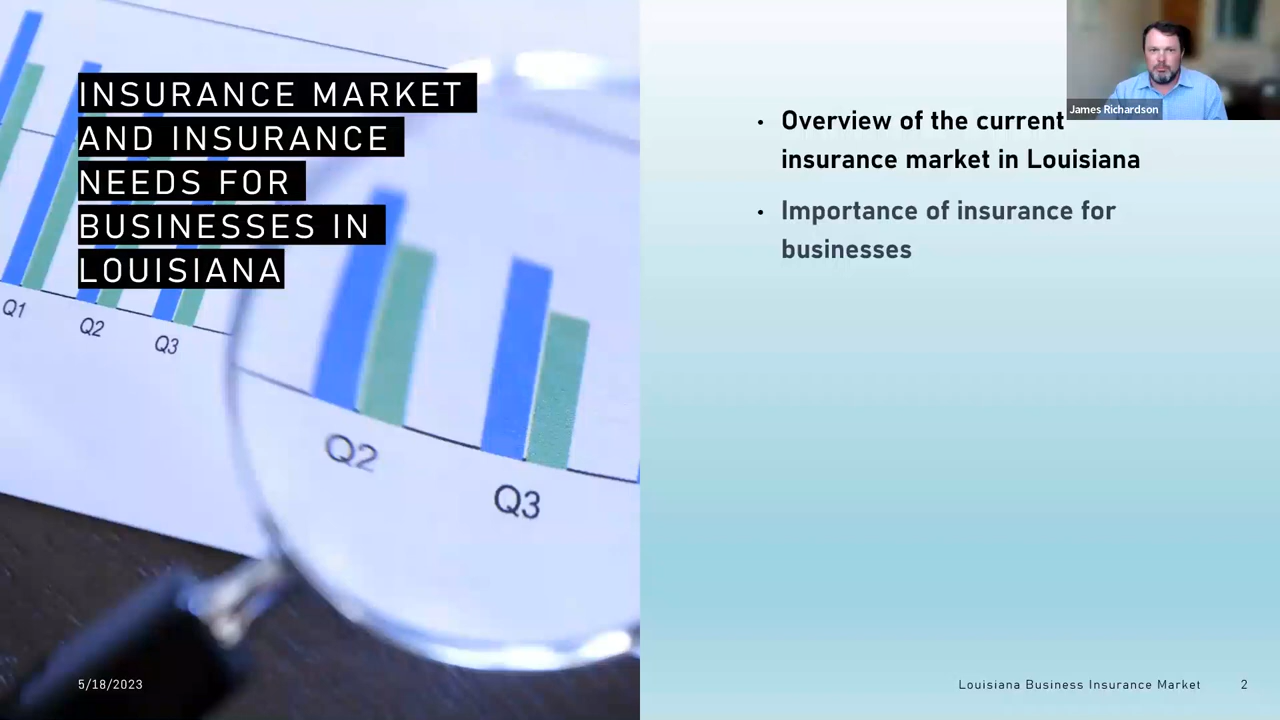 INSURANCE MARKET
AND INSURANCE
NEEDS FOR
BUSINESSES IN
LOUISIANA
Q1
Q2
Q3
Q2
Q3
5/18/2023
James Richardson
• Overview of the current
insurance market in Louisiana
• Importance of insurance for
businesses
Louisiana Business Insurance Market 2